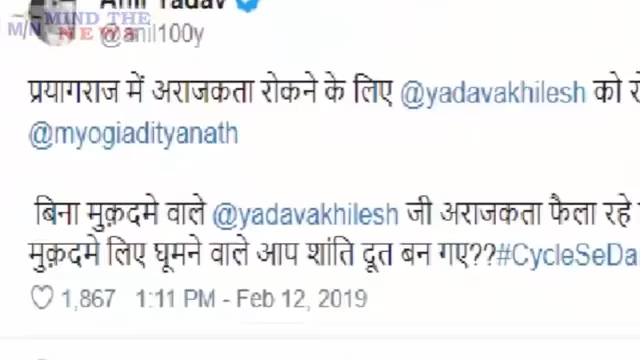 Anil Yadav
MIND THE
M/N NEWS
@anil100y
प्रयागराज में अराजकता रोकने के लिए @yadavakhilesh को
@myogiadityanath
बिना मुक़दमे वाले @yadavakhilesh जी अराजकता फैला रहे
मुक़दमे लिए घूमने वाले आप शांति दूत बन गए??#CycleSeDa
1,867 1:11 PM - Feb 12, 2019